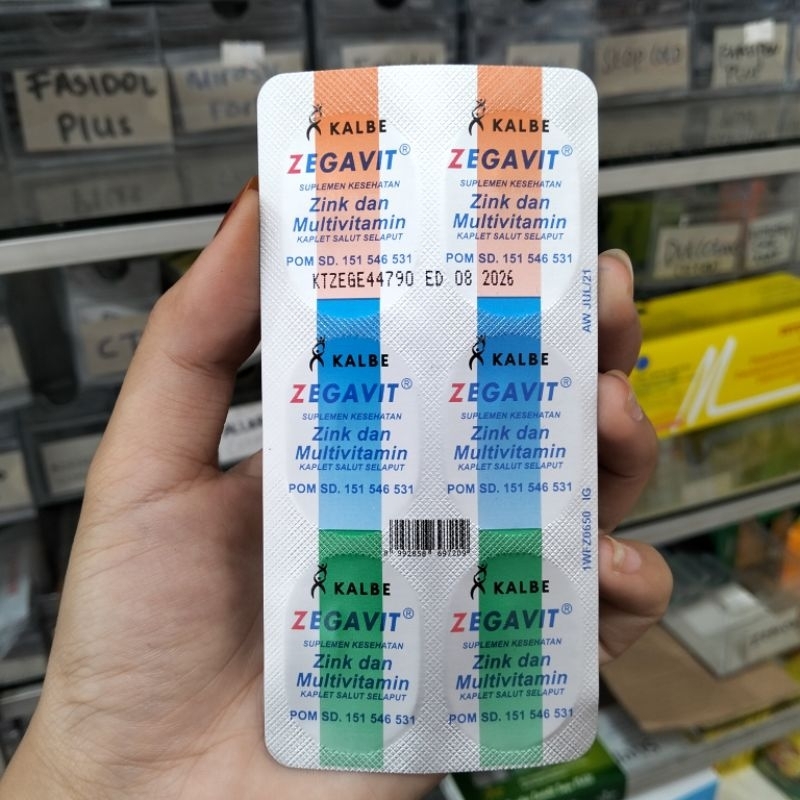 FASIDOL
Plus
KALBE
ZEGAVIT®
SUPLEMEN KESEHATAN
Zink dan
Multivitamin
KAPLET SALUT SELAPUT
POM SD. 151 546 531
KALBE
ZEGAVIT®
SUPLEMEN KESEHATAN
Zink dan
Multivitamin
KAPLET SALUT SELAPUT
POM SD. 151 546 531
KTZEGE44790 ED 08 2026
AW JUL/21
KALBE
ZEGAVIT®
SUPLEMEN KESEHATAN
Zink dan
Multivitamin
KAPLET SALUT SELAPUT
POM SD. 151 546 531
KALBE
ZEGAVIT®
SUPLEMEN KESEHATAN
Zink dan
Multivitamin
KAPLET SALUT SELAPUT
POM SD. 151 546 531
1WFZ0650 IG
KALBE
ZEGAVIT®
SUPLEMEN KESEHATAN
Zink dan
Multivitamin
KAPLET SALUT SELAPUT
POM SD. 151 546 531
KALBE
ZEGAVIT®
SUPLEMEN KESEHATAN
Zink dan
Multivitamin
KAPLET SALUT SELAPUT
POM SD. 151 546 531